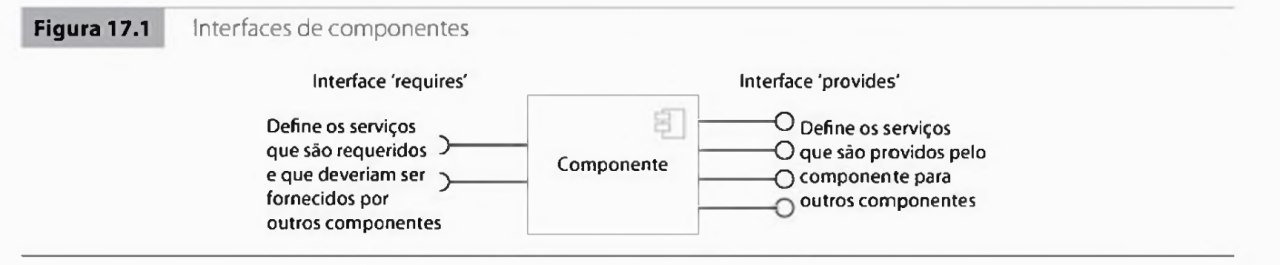 Figura 17.1 Interfaces de componentes
Interface 'requires'
Define os serviços
que são requeridos
e que deveriam ser
fornecidos por
outros componentes
Componente
Interface 'provides'
Define os serviços
que são providos pelo
componente para
outros componentes